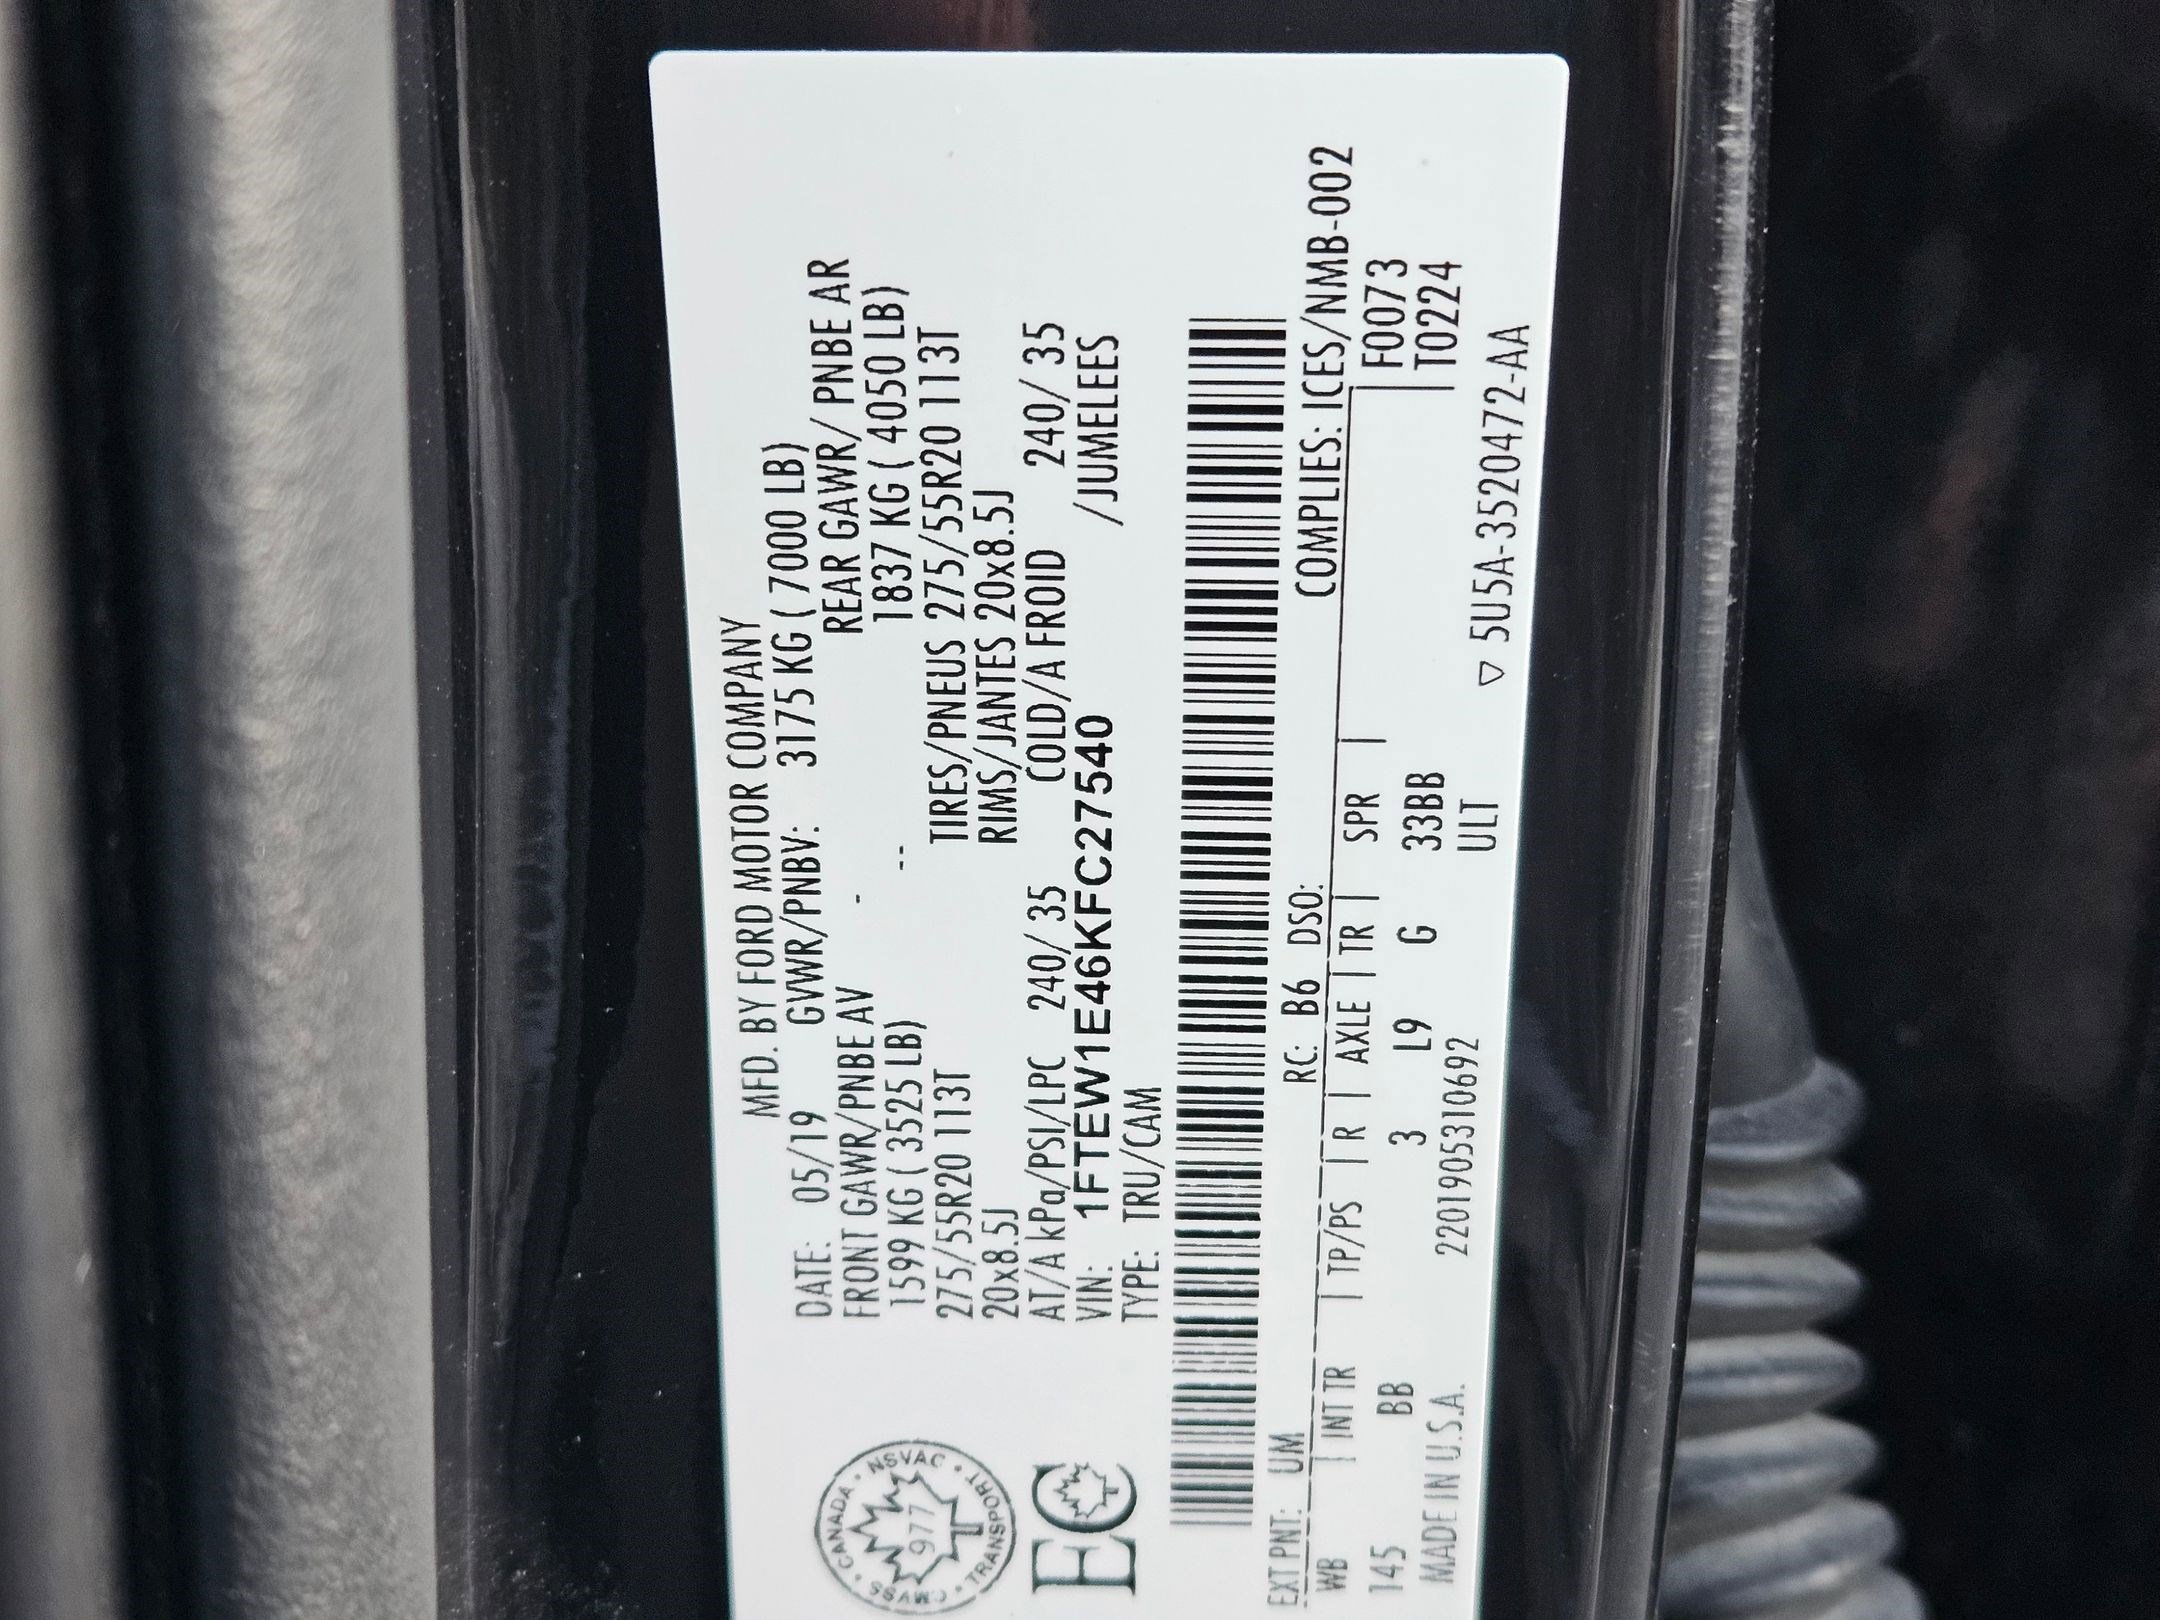 MFD. BY FORD MOTOR COMPANY
DATE: 05/19 GVWR/PNBV: 3175 KG ( 7000 LB)
FRONT GAWR/PNBE AV - REAR GAWR/ PNBE AR
1599 KG ( 3525 LB) -- 1837 KG ( 4050 LB)
275/55R20 113T TIRES/PNEUS 275/55R20 113T
20x8.5J RIMS/JANTES 20x8.5J
AT/A kPa/PSI/LPC 240/ 35 COLD/A FROID 240/ 35
VIN: 1FTEW1E46KFC27540 /JUMELEES
TYPE: TRU/CAM
CANADA • NSVAC • TRANSPORT • CMVSS •
977
EC
EXT PNT: UM RC: B6 DSO: COMPLIES: ICES/NMB-002
WB | INT TR | TP/PS | R | AXLE | TR | SPR | F0073
145 BB 3 L9 G 33BB T0224
MADE IN U.S.A. 220190531 0692 ULT
▽ 5U5A-3520472-AA